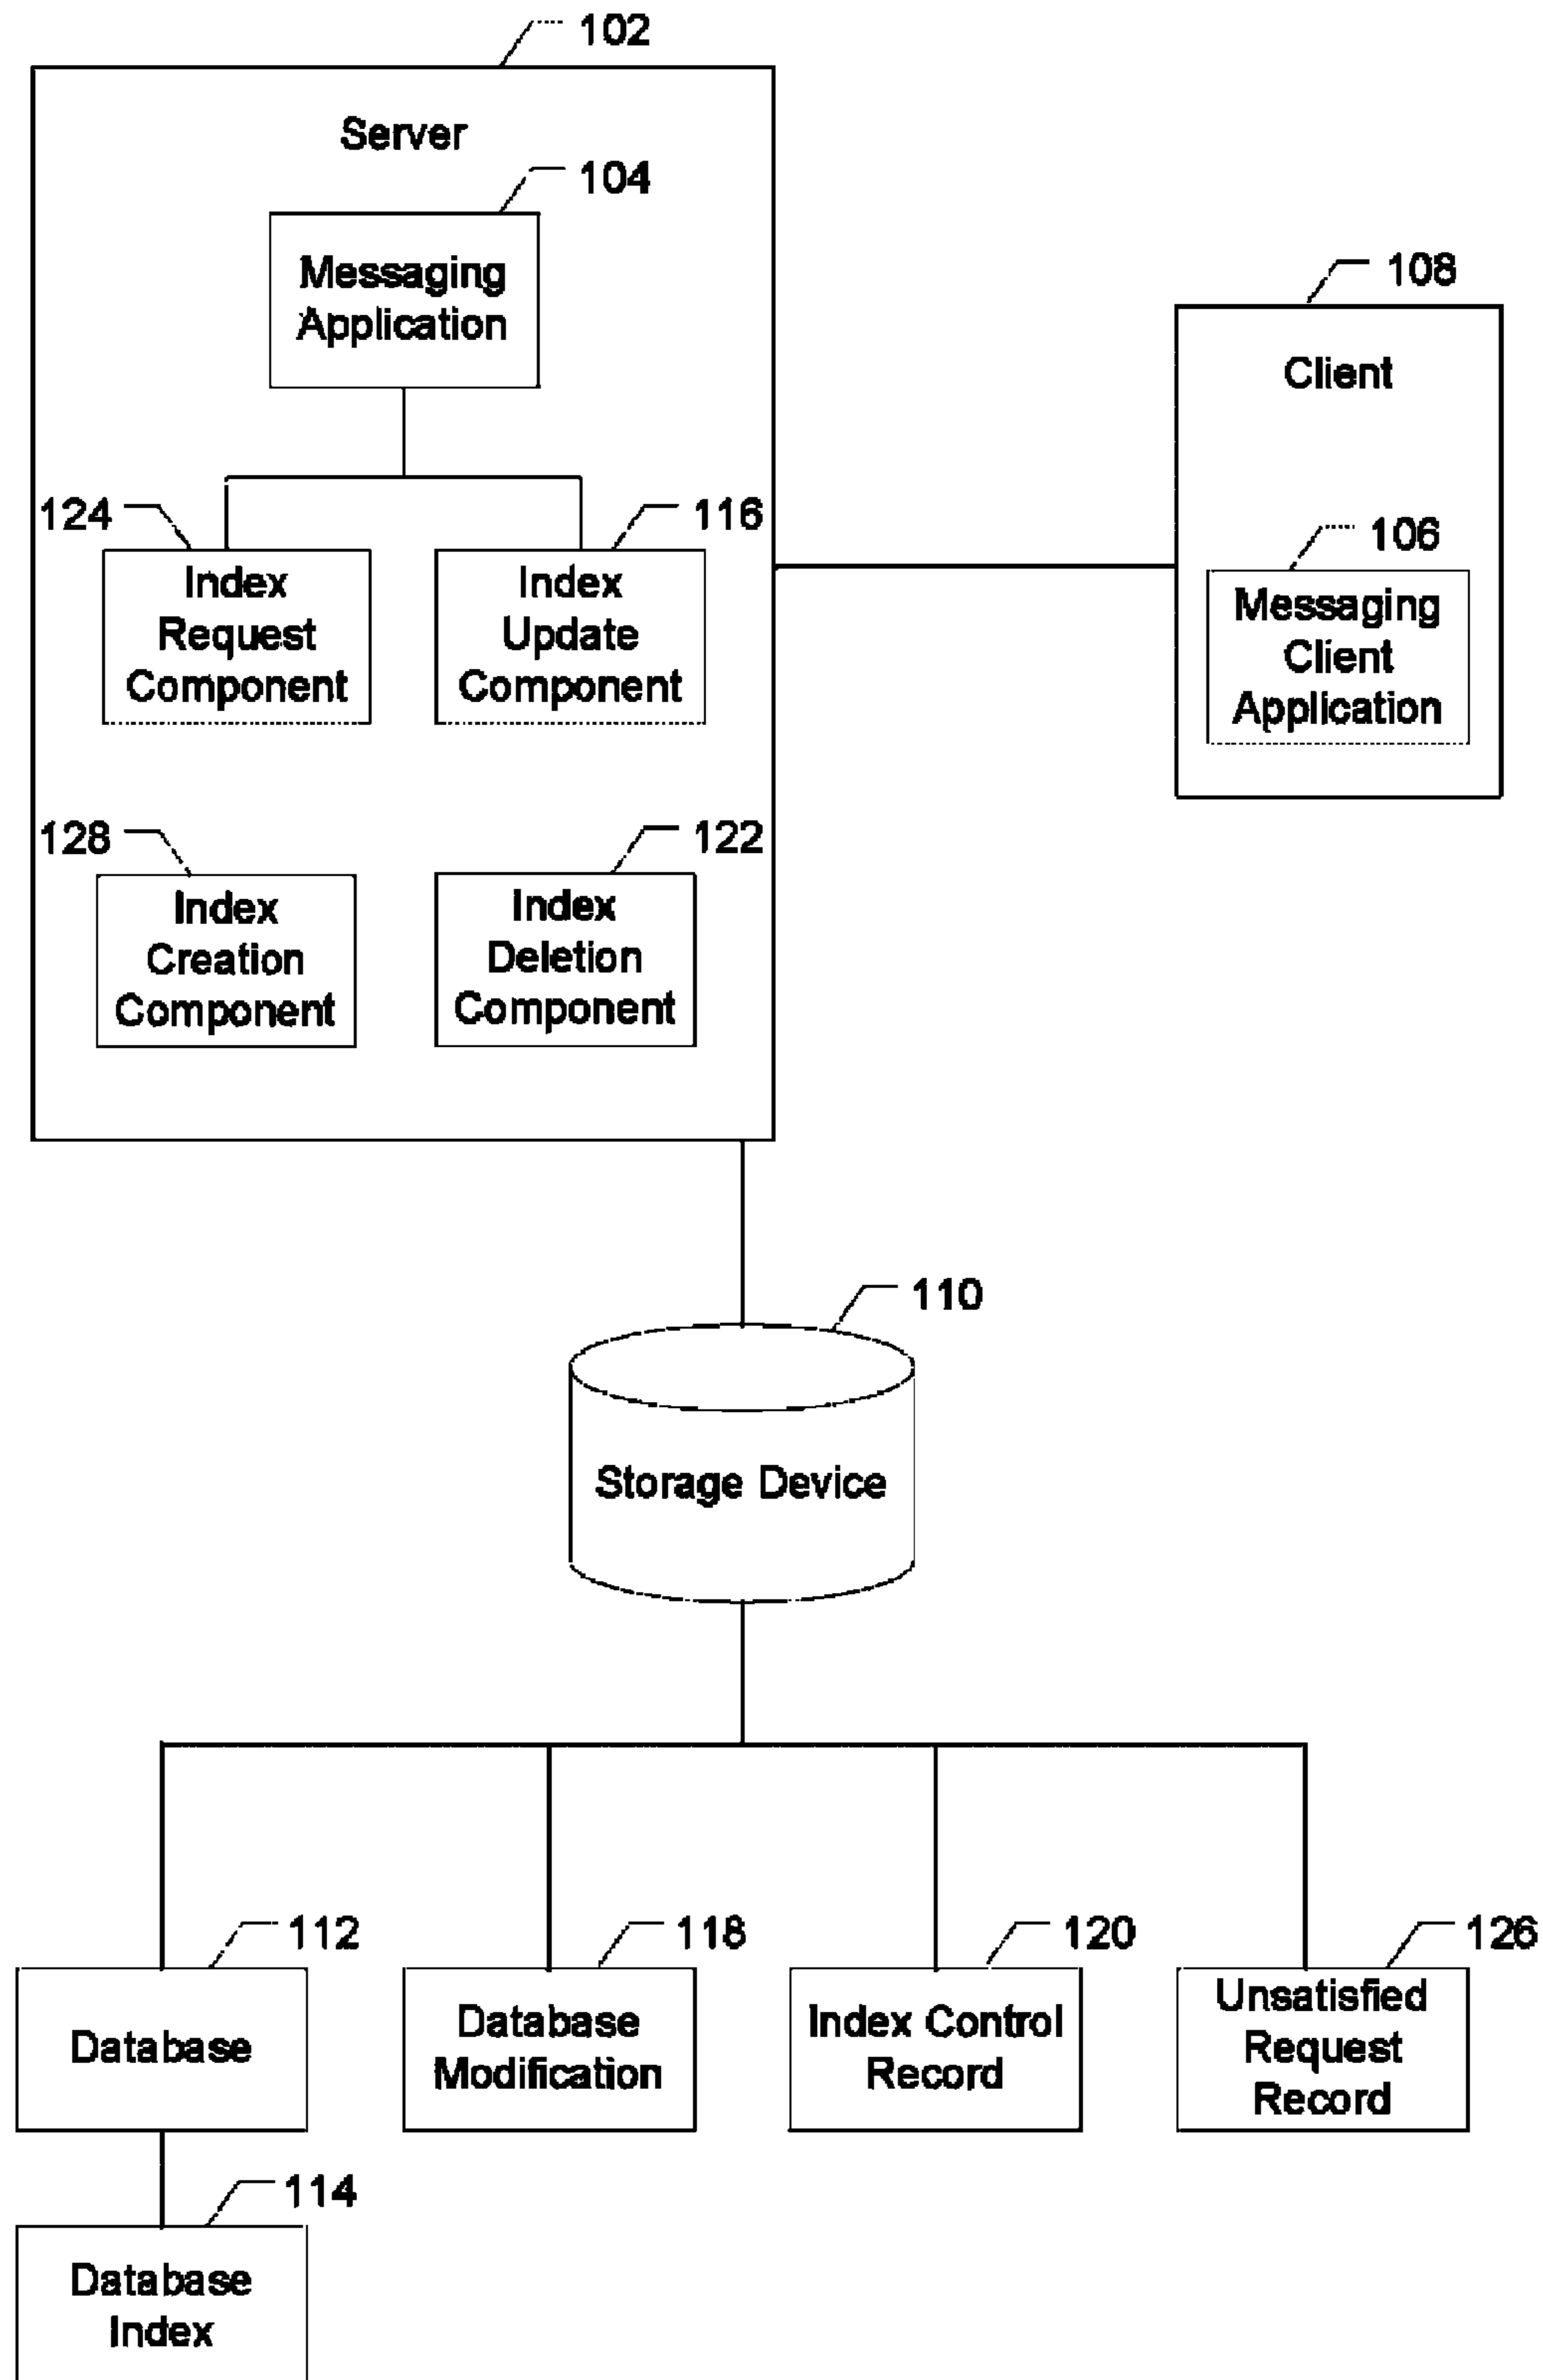 102
Server
104
Messaging
Application
108
Client
124
116
Index
Request
Component
Index
Update
Component
106
Messaging
Client
Application
128
122
Index
Creation
Component
Index
Deletion
Component
110
Storage Device
112
118
120
126
Database
Database
Modification
Index Control
Record
Unsatisfied
Request
Record
114
Database
Index